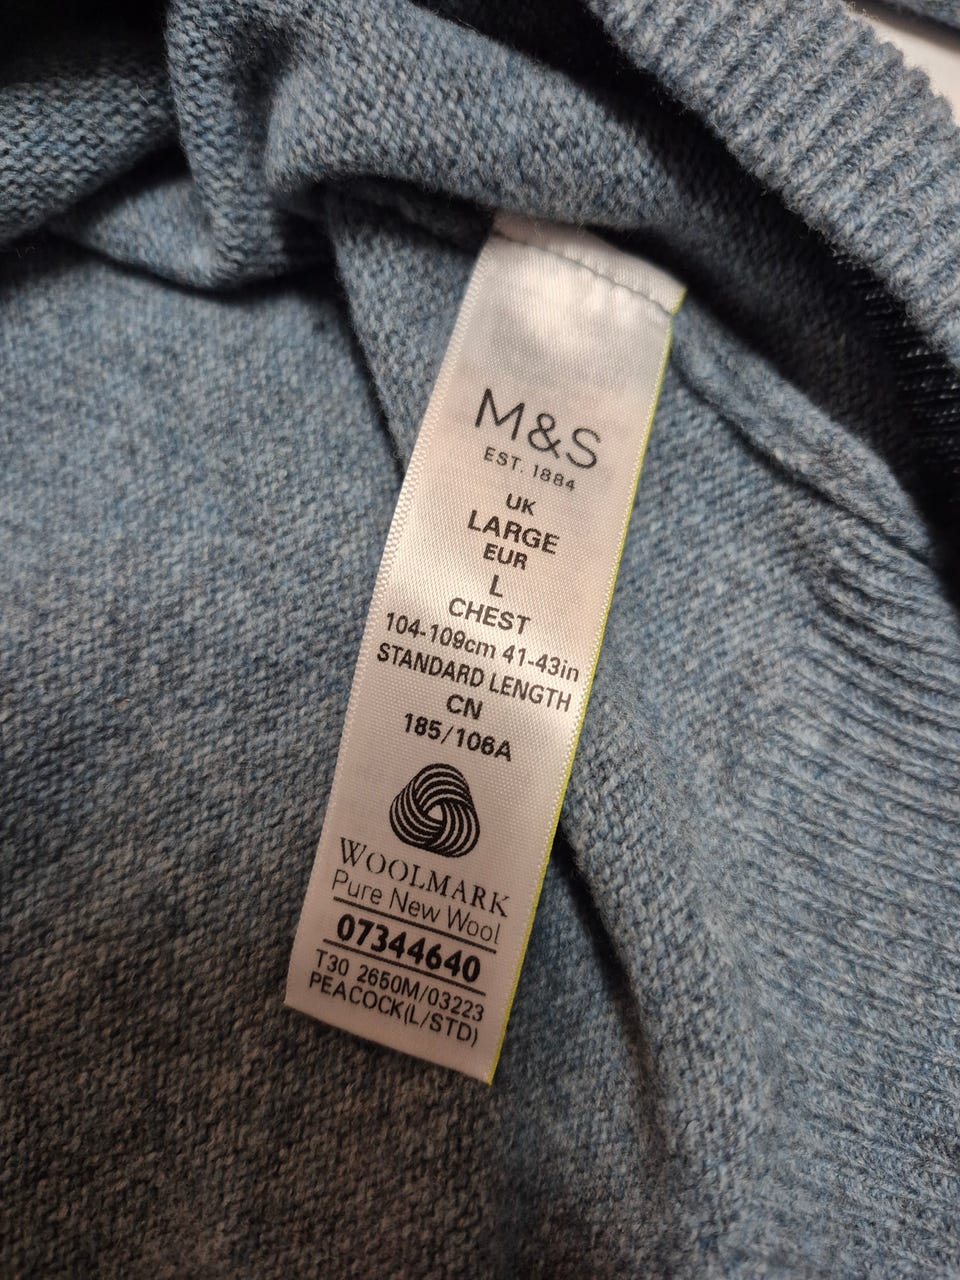 M&S
EST. 1884
UK
LARGE
EUR
L
CHEST
104-109cm 41-43in
STANDARD LENGTH
CN
185/106A
WOOLMARK
Pure New Wool
07344640
T30 2650M/03223
PEACOCK(L/STD)